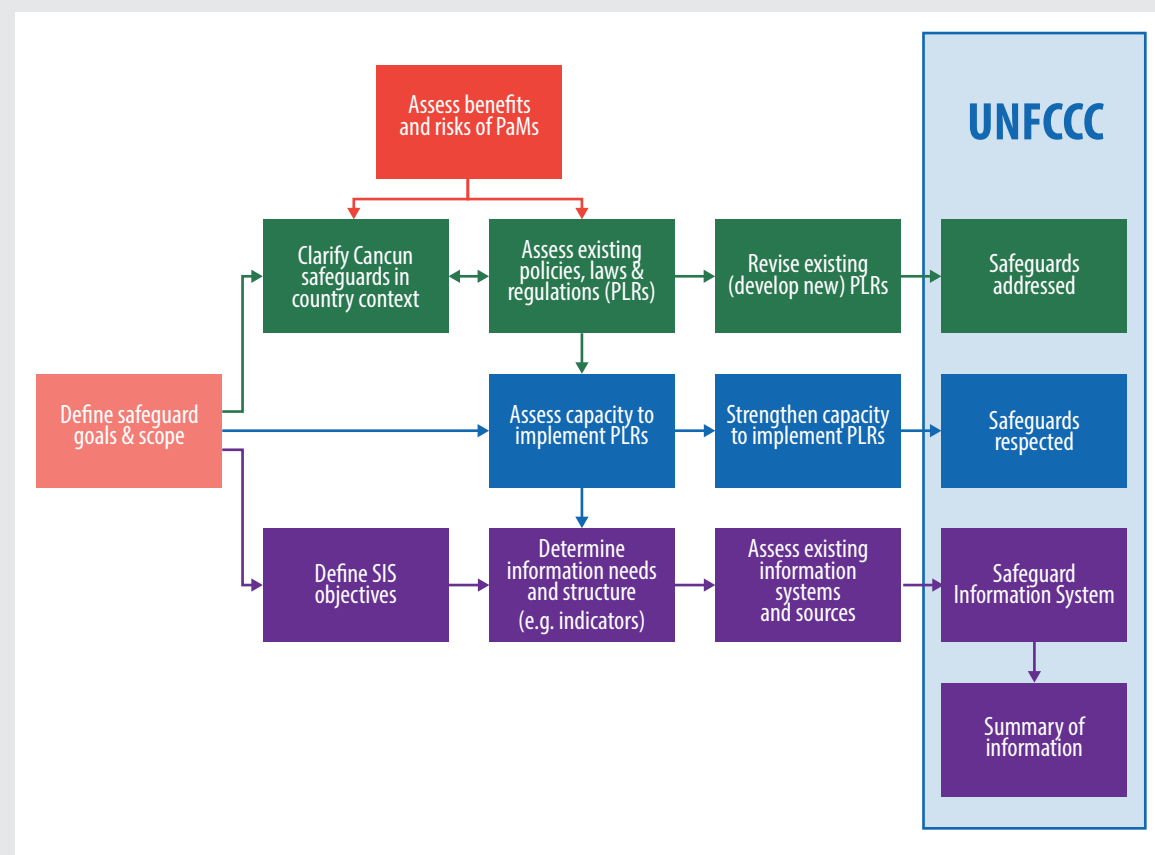 Assess benefits
and risks of PaMs
UNFCCC
Clarify Cancun
safeguards in
country context
Assess existing
policies, laws &
regulations (PLRs)
Revise existing
(develop new) PLRs
Safeguards
addressed
Define safeguard
goals & scope
Assess capacity to
implement PLRs
Strengthen capacity
to implement PLRs
Safeguards
respected
Define SIS
objectives
Determine
information needs
and structure
(e.g. indicators)
Assess existing
information
systems
and sources
Safeguard
Information System
Summary of
information